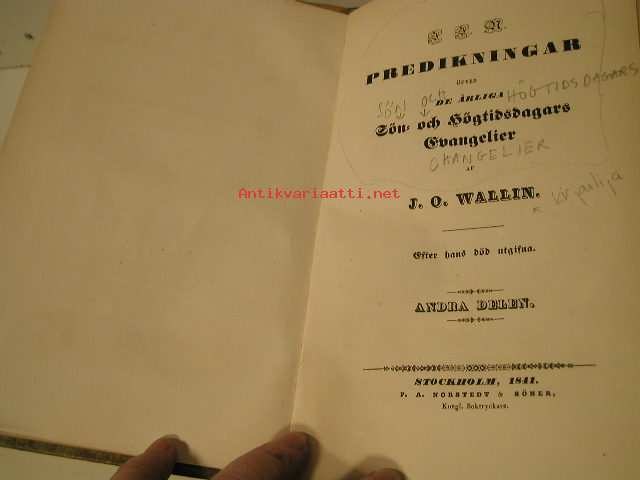 PREDIKNINGAR
ÖFVER
SÖN OCH DE ÅRLIGA HÖGTIDSDAGARS
Sön- och Högtidsdagars
Evangelier
AF
J. O. WALLIN.
Efter hans död utgifna.
ANDRA DELEN.
STOCKHOLM, 1841.
P. A. NORSTEDT & SÖNER,
Kongl. Boktryckare.
Antikvariaatti.net